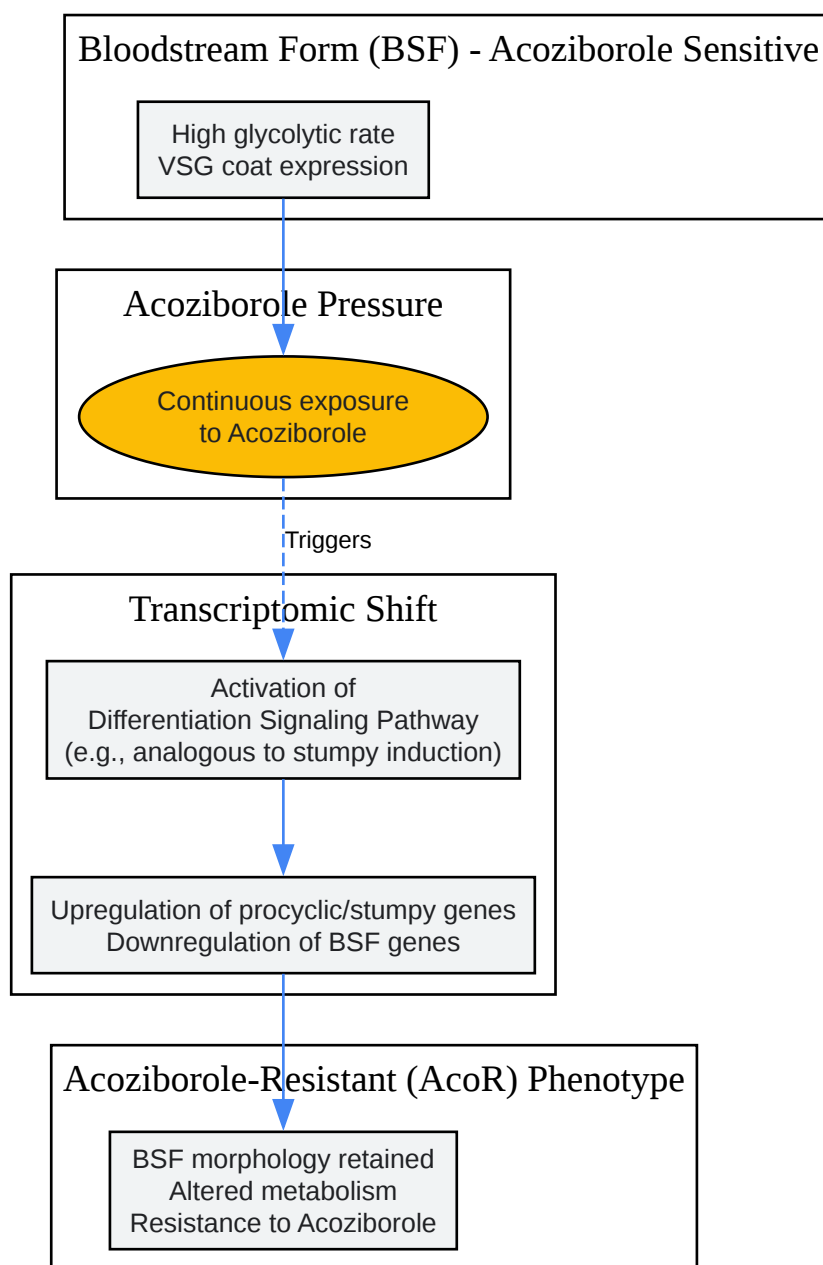 Bloodstream Form (BSF) - Acoziborole Sensitive
High glycolytic rate
VSG coat expression
Acoziborole Pressure
Continuous exposure
to Acoziborole
Triggers
Transcriptomic Shift
Activation of
Differentiation Signaling Pathway
(e.g., analogous to stumpy induction)
Upregulation of procyclic/stumpy genes
Downregulation of BSF genes
Acoziborole-Resistant (AcoR) Phenotype
BSF morphology retained
Altered metabolism
Resistance to Acoziborole